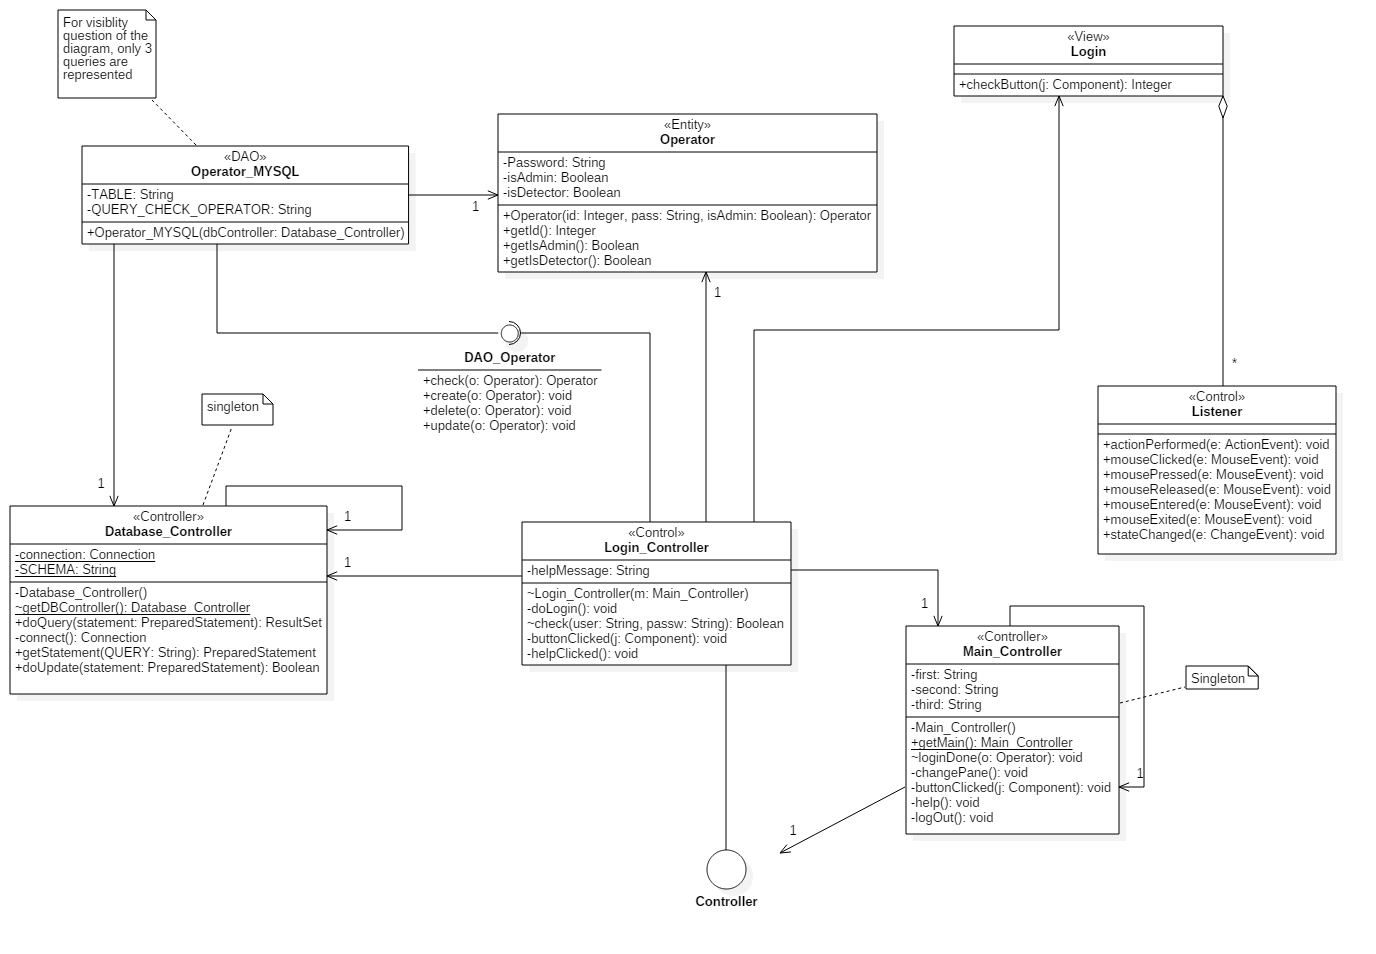 For visiblity
question of the
diagram, only 3
queries are
represented
«View»
Login
+checkButton(j: Component): Integer
«Entity»
Operator
-Password: String
-isAdmin: Boolean
-isDetector: Boolean
+Operator(id: Integer, pass: String, isAdmin: Boolean): Operator
+getId(): Integer
+getIsAdmin(): Boolean
+getIsDetector(): Boolean
«DAO»
Operator_MYSQL
-TABLE: String
-QUERY_CHECK_OPERATOR: String
+Operator_MYSQL(dbController: Database_Controller)
1
1
DAO_Operator
+check(o: Operator): Operator
+create(o: Operator): void
+delete(o: Operator): void
+update(o: Operator): void
*
«Control»
Listener
+actionPerformed(e: ActionEvent): void
+mouseClicked(e: MouseEvent): void
+mousePressed(e: MouseEvent): void
+mouseReleased(e: MouseEvent): void
+mouseEntered(e: MouseEvent): void
+mouseExited(e: MouseEvent): void
+stateChanged(e: ChangeEvent): void
singleton
1
1
1
«Controller»
Database_Controller
-connection: Connection
-SCHEMA: String
-Database_Controller()
~getDBController(): Database_Controller
+doQuery(statement: PreparedStatement): ResultSet
-connect(): Connection
+getStatement(QUERY: String): PreparedStatement
+doUpdate(statement: PreparedStatement): Boolean
«Control»
Login_Controller
-helpMessage: String
~Login_Controller(m: Main_Controller)
-doLogin(): void
~check(user: String, passw: String): Boolean
-buttonClicked(j: Component): void
-helpClicked(): void
1
«Controller»
Main_Controller
-first: String
-second: String
-third: String
-Main_Controller()
+getMain(): Main_Controller
~loginDone(o: Operator): void
-changePane(): void
-buttonClicked(j: Component): void
-help(): void
-logOut(): void
Singleton
1
1
Controller